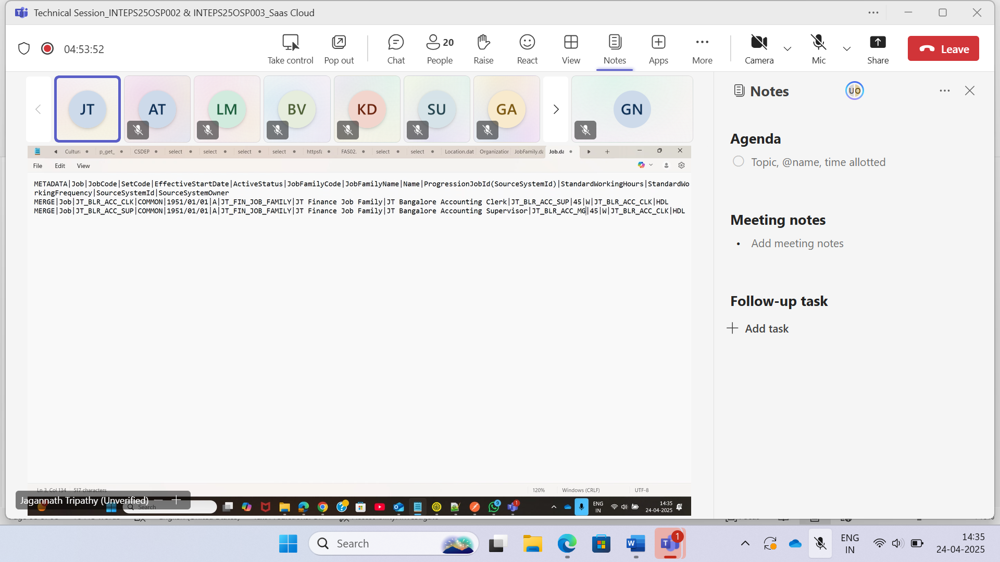 Technical Session_INTEPS25OSP002 & INTEPS25OSP003_Saas Cloud
04:53:52
Take control
Pop out
Chat
20
People
Raise
React
View
Notes
Apps
More
Camera
Mic
Share
Leave
JT
AT
LM
BV
KD
SU
GA
GN
Notes
UO
Agenda
Topic, @name, time allotted
Meeting notes
Add meeting notes
Follow-up task
Add task
p_get_
CSDEP
select
select
select
select
FAS02.
select
select
Location.dat
Organization
JobFamily.da
Job.da
File
Edit
View
METADATA|Job|JobCode|SetCode|EffectiveStartDate|ActiveStatus|JobFamilyCode|JobFamilyName|Name|ProgressionJobId(SourceSystemId)|StandardWorkingHours|StandardWo
rkingFrequency|SourceSystemId|SourceSystemOwner
MERGE|Job|JT_BLR_ACC_CLK|COMMON|1951/01/01|A|JT_FIN_JOB_FAMILY|JT Finance Job Family|JT Bangalore Accounting Clerk|JT_BLR_ACC_SUP|45|W|JT_BLR_ACC_CLK|HDL
MERGE|Job|JT_BLR_ACC_SUP|COMMON|1951/01/01|A|JT_FIN_JOB_FAMILY|JT Finance Job Family|JT Bangalore Accounting Supervisor|JT_BLR_ACC_MG|45|W|JT_BLR_ACC_CLK|HDL
Ln 3, Col 134
517 characters
120%
Windows (CRLF)
UTF-8
Jagannath Tripathy (Unverified)
Search
ENG
IN
14:35
24-04-2025
Search
1
ENG
IN
14:35
24-04-2025